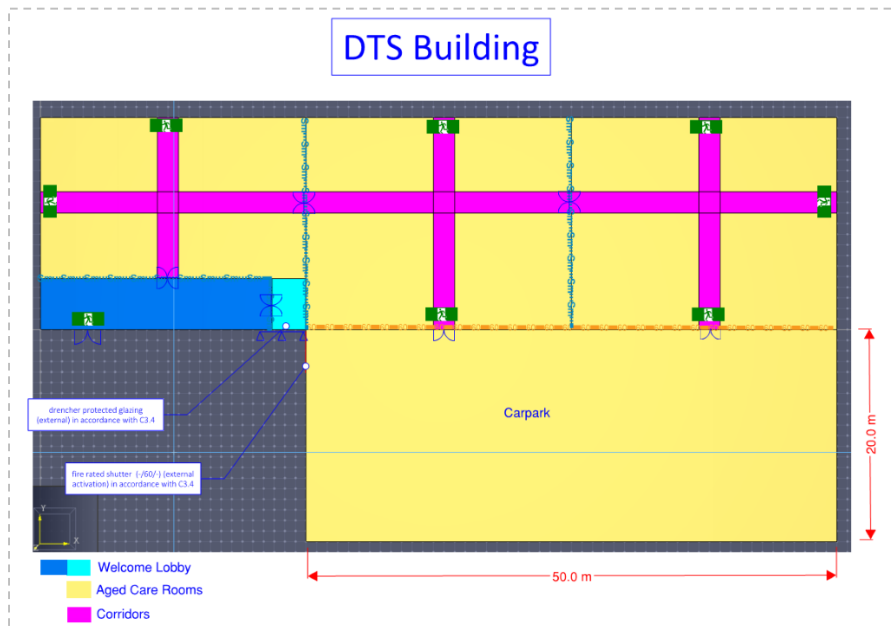 DTS Building
drencher protected glazing
(external) in accordance with C3.4
fire rated shutter (-/60/-) (external
activation) in accordance with C3.4
Carpark
20.0 m
50.0 m
Y
X
Welcome Lobby
Aged Care Rooms
Corridors